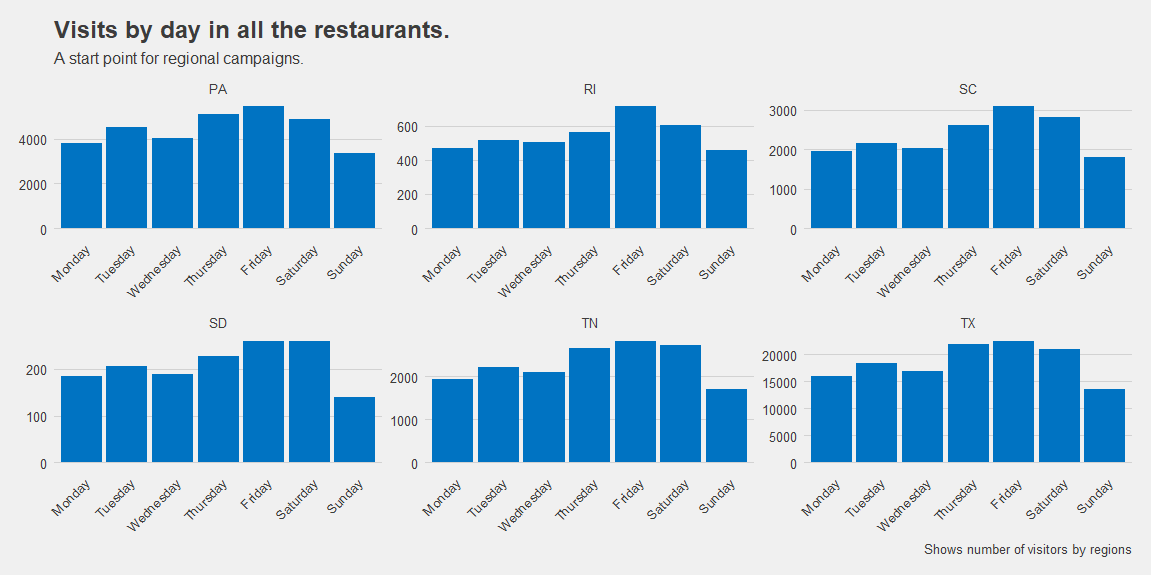 Visits by day in all the restaurants.
A start point for regional campaigns.
PA
4000
2000
0
Monday
Tuesday
Wednesday
Thursday
Friday
Saturday
Sunday
RI
600
400
200
0
Monday
Tuesday
Wednesday
Thursday
Friday
Saturday
Sunday
SC
3000
2000
1000
0
Monday
Tuesday
Wednesday
Thursday
Friday
Saturday
Sunday
SD
200
100
0
Monday
Tuesday
Wednesday
Thursday
Friday
Saturday
Sunday
TN
2000
1000
0
Monday
Tuesday
Wednesday
Thursday
Friday
Saturday
Sunday
TX
20000
15000
10000
5000
0
Monday
Tuesday
Wednesday
Thursday
Friday
Saturday
Sunday
Shows number of visitors by regions